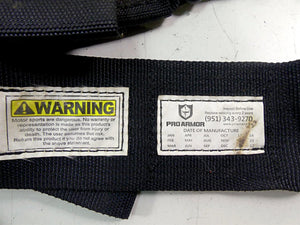 WARNING
Motor sports are dangerous. No warranty or
representation is made as this product's
ability to protect the user from injury or
death. The user assumes this risk.
Return this product if you do not agree with
the above statement.
PRO ARMOR
(951) 343-9270
DATE OF MANUFACTURE
JAN APR JUL OCT
FEB MAY AUG NOV
MAR JUN SEP DEC